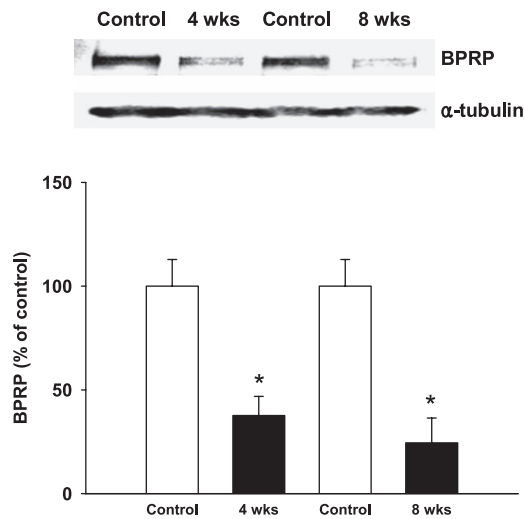 Control 4 wks Control 8 wks
BPRP
α-tubulin
150
100
50
0
BPRP (% of control)
*
*
Control 4 wks Control 8 wks